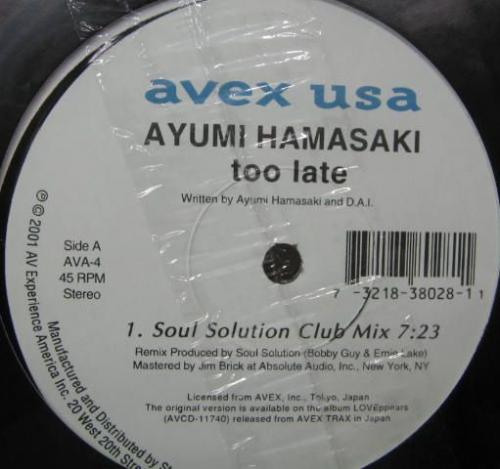 avex usa
AYUMI HAMASAKI
too late
Written by Ayumi Hamasaki and D.A.I.
Side A
AVA-4
45 RPM
Stereo
7 -3218-38028-1 1
1. Soul Solution Club Mix 7:23
Remix Produced by Soul Solution (Bobby Guy & Ernie Lake)
Mastered by Jim Brick at Absolute Audio, Inc., New York, NY
Licensed from AVEX, Inc., Tokyo, Japan
The original version is available on the album LOVEppears
(AVCD-11740) released from AVEX TRAX in Japan
℗ © 2001 AV Experience America Inc. 20 West 20th
Manufactured and Distributed by